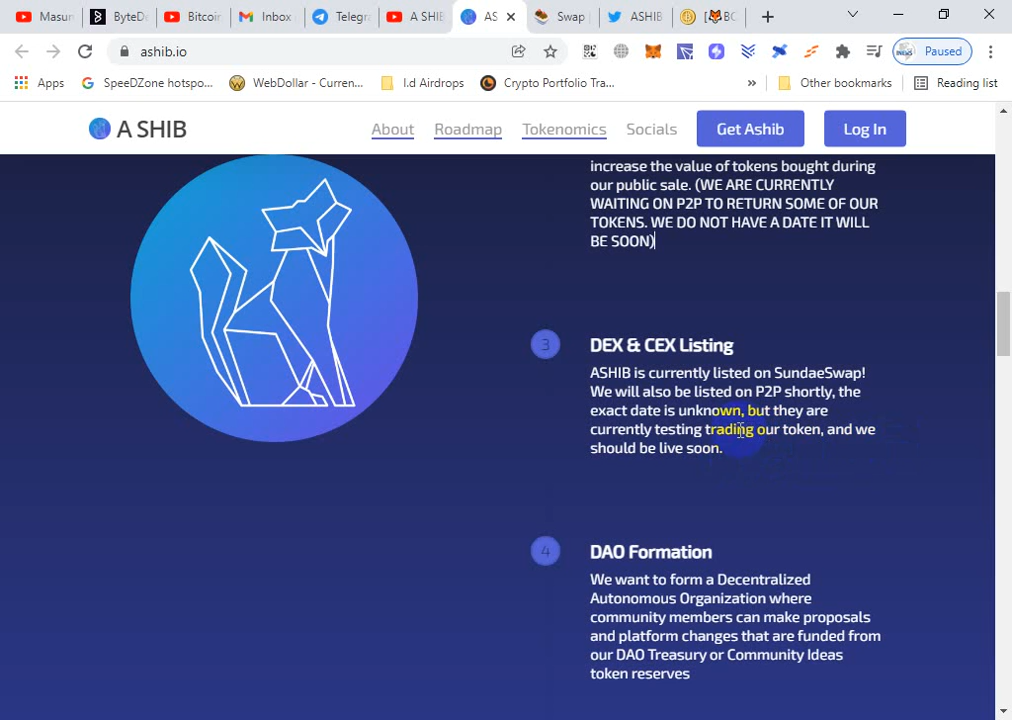 Masun
ByteDe
Bitcoin
Inbox
Telegra
A SHIB
AS
Swap
ASHIB
BC
ashib.io
Paused
Apps
SpeeDZone hotspo...
WebDollar - Curren...
I.d Airdrops
Crypto Portfolio Tra...
»
Other bookmarks
Reading list
A SHIB
About
Roadmap
Tokenomics
Socials
Get Ashib
Log In
increase the value of tokens bought during
our public sale. (WE ARE CURRENTLY
WAITING ON P2P TO RETURN SOME OF OUR
TOKENS. WE DO NOT HAVE A DATE IT WILL
BE SOON)
3
DEX & CEX Listing
ASHIB is currently listed on SundaeSwap!
We will also be listed on P2P shortly, the
exact date is unknown, but they are
currently testing trading our token, and we
should be live soon.
4
DAO Formation
We want to form a Decentralized
Autonomous Organization where
community members can make proposals
and platform changes that are funded from
our DAO Treasury or Community Ideas
token reserves